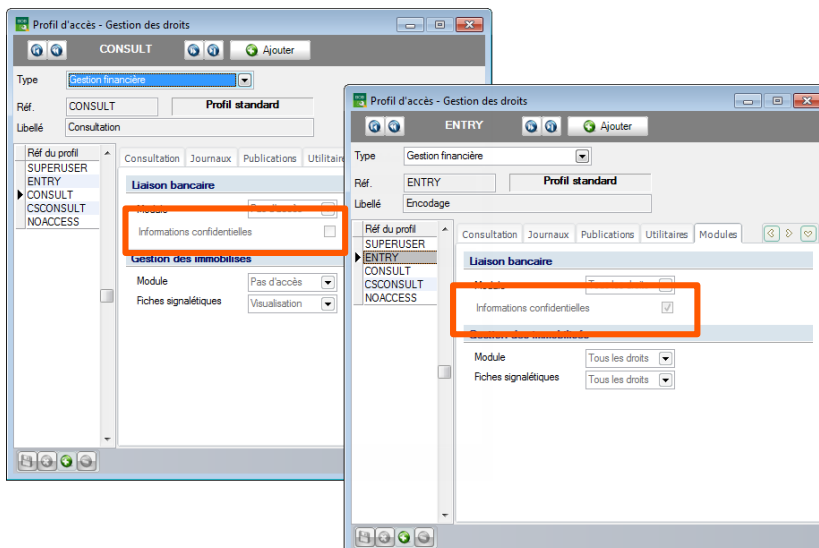 Profil d'accès - Gestion des droits
CONSULT
Ajouter
Type
Gestion financière
Réf.
CONSULT
Profil standard
Libellé
Consultation
Réf du profil
SUPERUSER
ENTRY
CONSULT
CSCONSULT
NOACCESS
Consultation Journaux Publications Utilitaire
Liaison bancaire
Informations confidentielles
Gestion des immobilisés
Module Pas d'accès
Fiches signalétiques Visualisation
Profil d'accès - Gestion des droits
ENTRY
Ajouter
Type
Gestion financière
Réf.
ENTRY
Profil standard
Libellé
Encodage
Réf du profil
SUPERUSER
ENTRY
CONSULT
CSCONSULT
NOACCESS
Consultation Journaux Publications Utilitaires Modules
Liaison bancaire
Informations confidentielles
Module Tous les droits
Fiches signalétiques Tous les droits